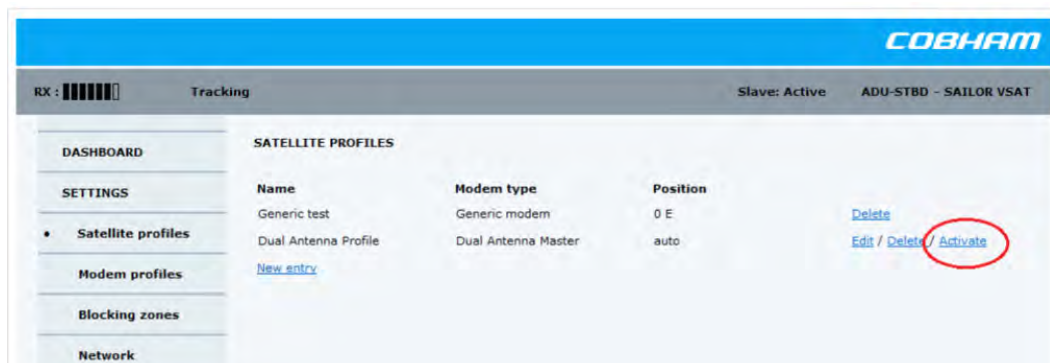 COBHAM
RX : Tracking Slave: Active ADU-STBD - SAILOR VSAT
DASHBOARD
SETTINGS
Satellite profiles
Modem profiles
Blocking zones
Network
SATELLITE PROFILES
Name Modem type Position
Generic test Generic modem 0 E Delete
Dual Antenna Profile Dual Antenna Master auto Edit / Delete / Activate
New entry